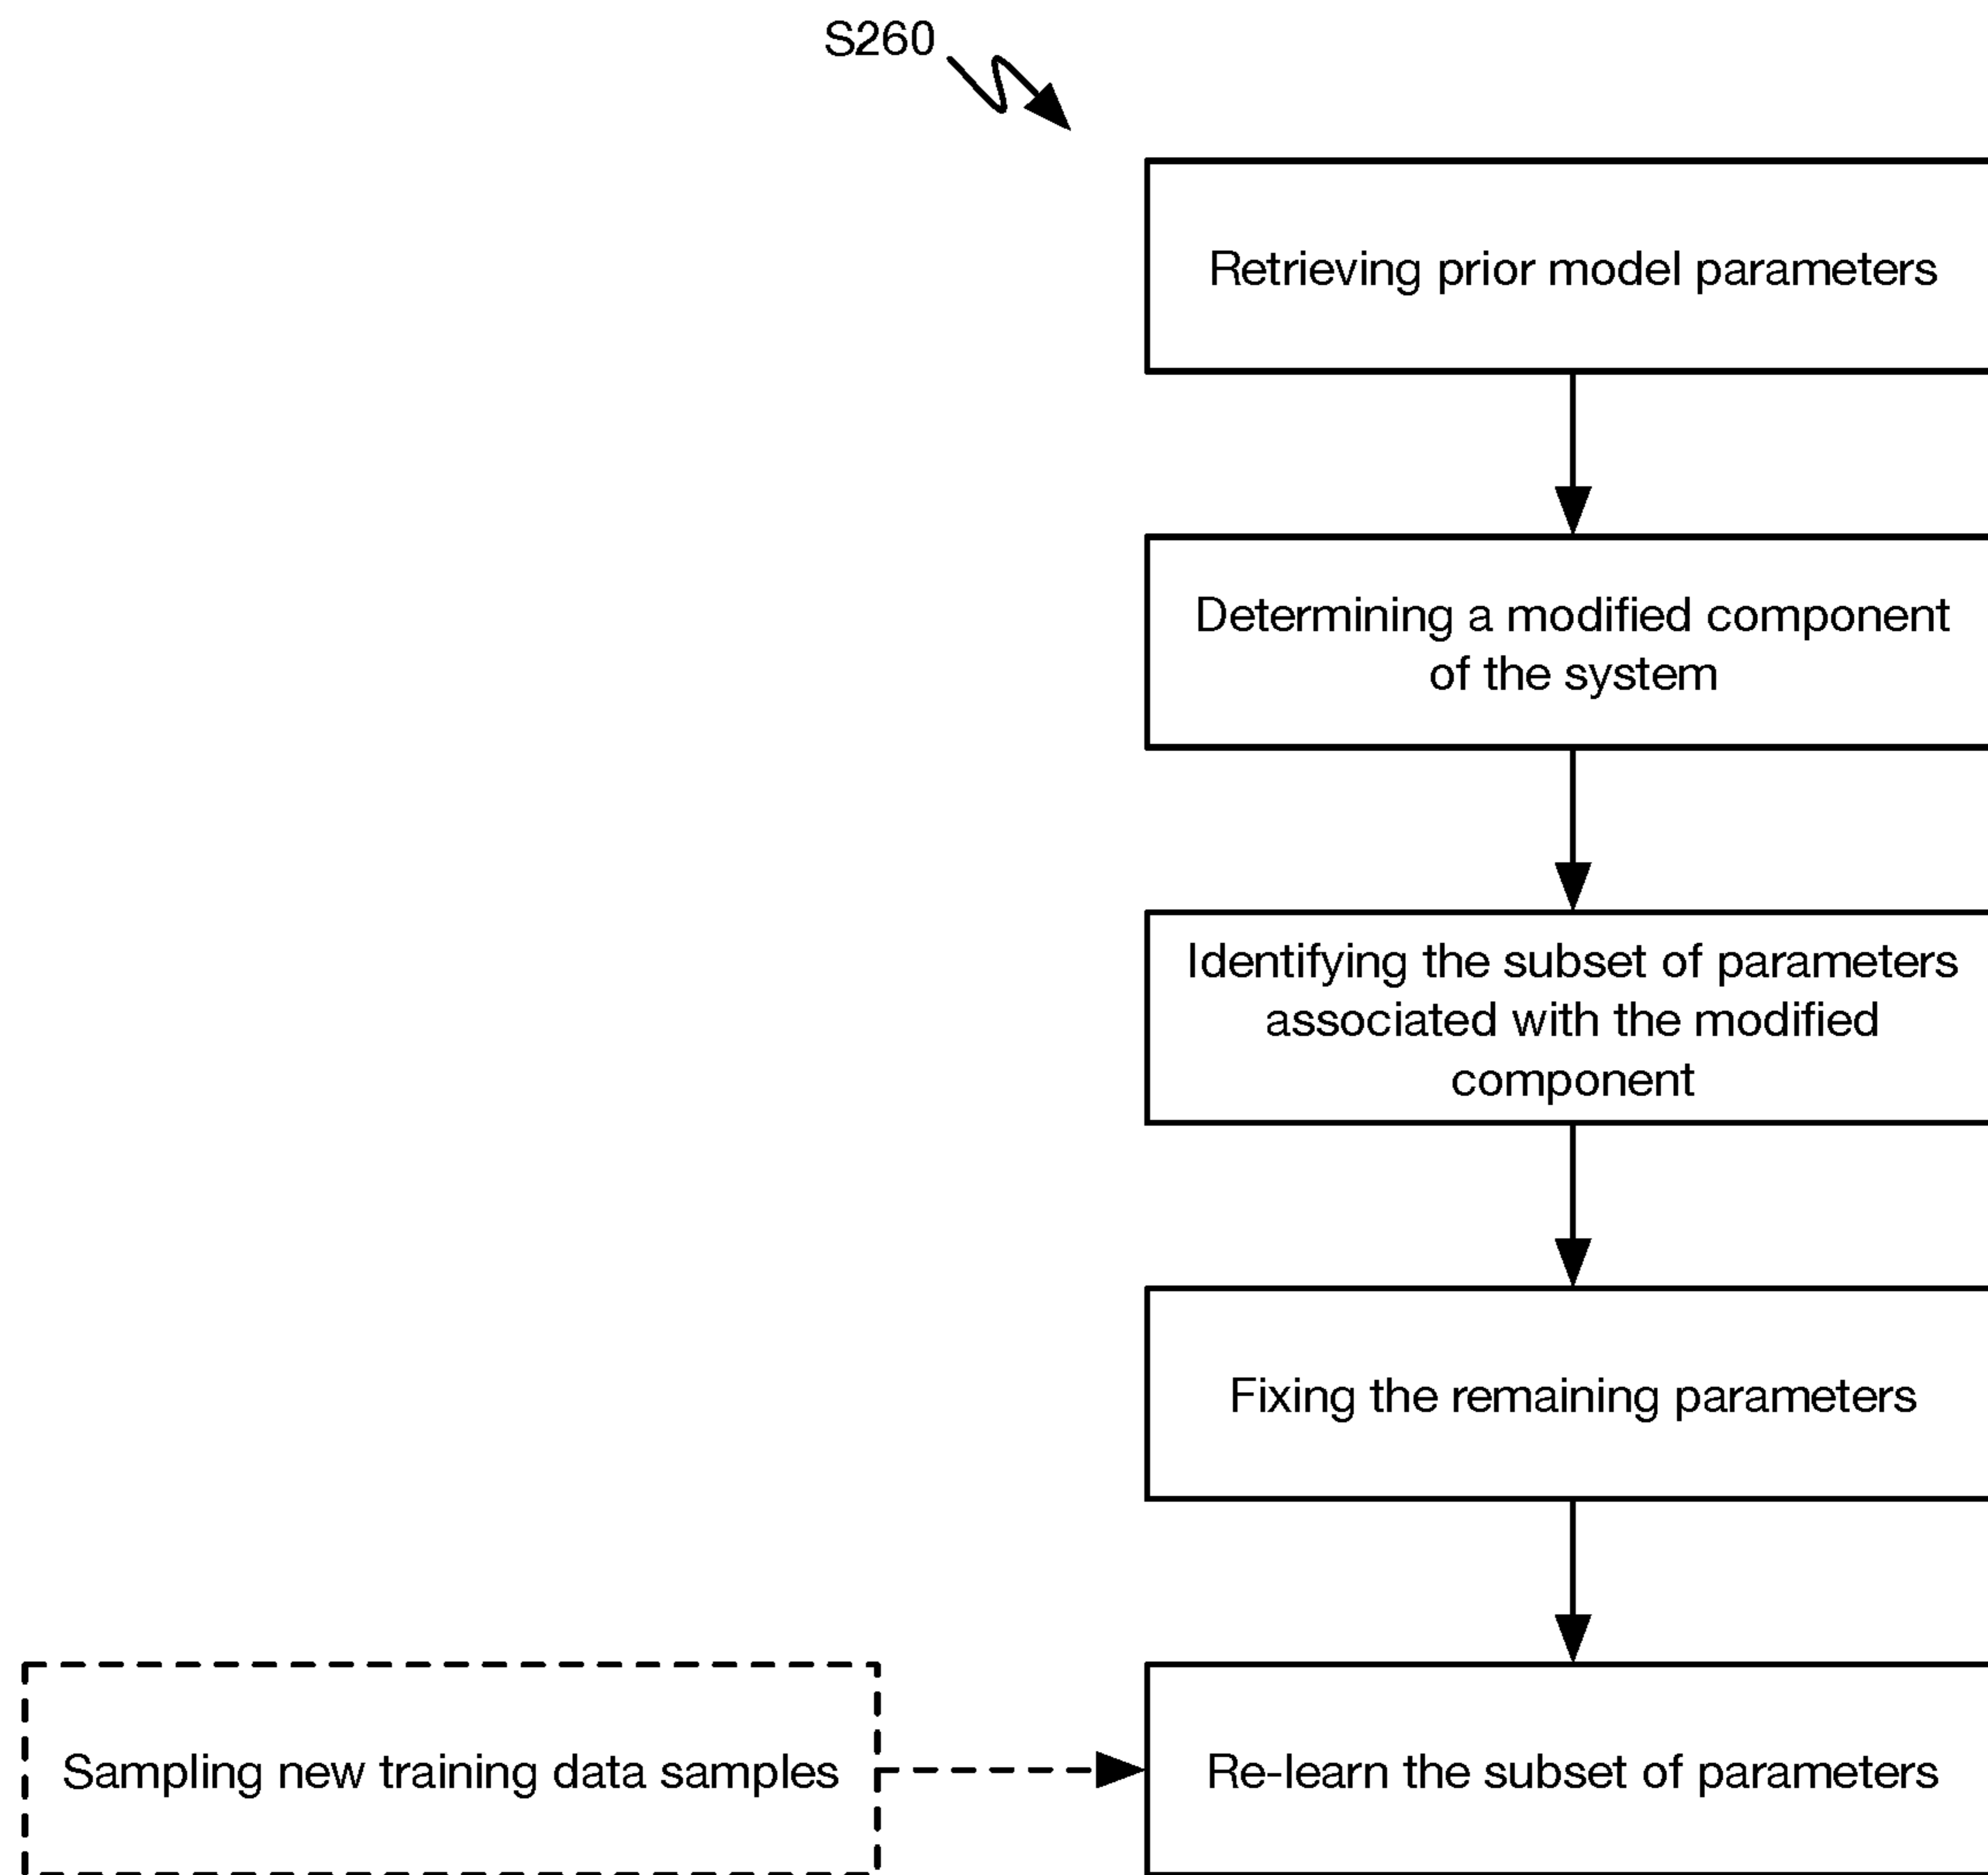 S260
Retrieving prior model parameters
Determining a modified component
of the system
Identifying the subset of parameters
associated with the modified
component
Fixing the remaining parameters
Sampling new training data samples
Re-learn the subset of parameters